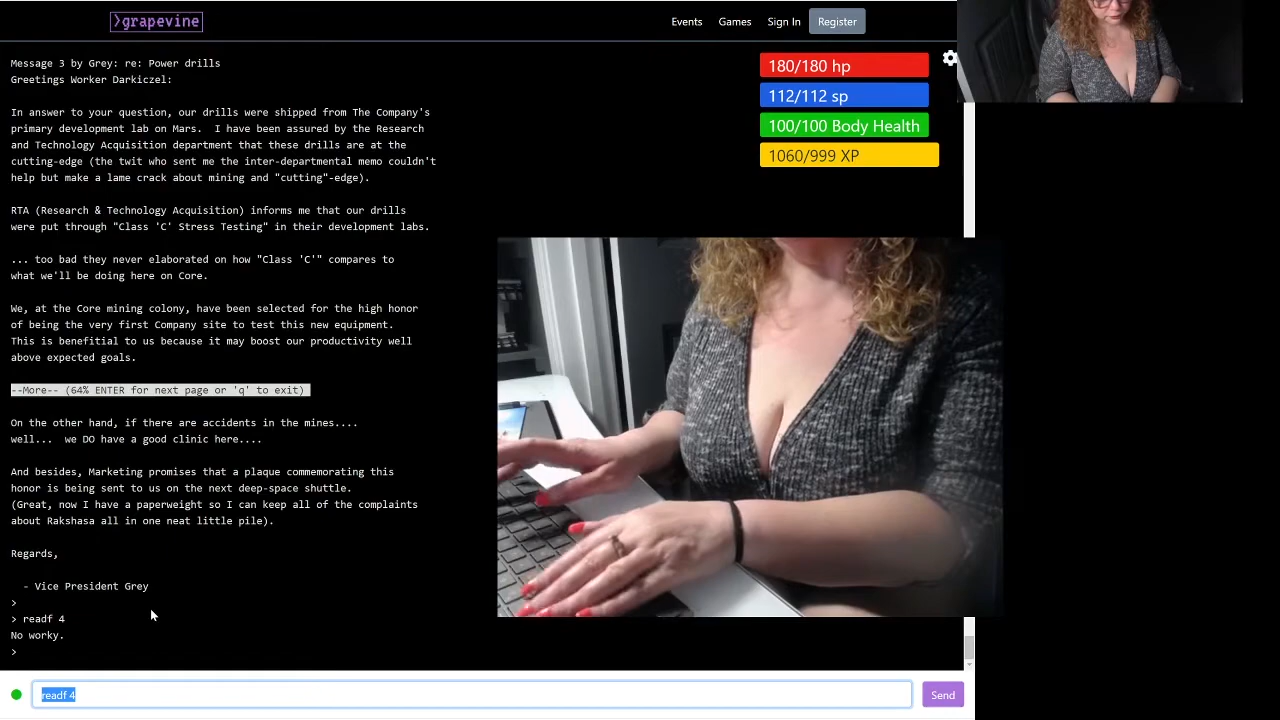 >grapevine
Events Games Sign In Register
Message 3 by Grey: re: Power drills
Greetings Worker Darkiczel:
In answer to your question, our drills were shipped from The Company's
primary development lab on Mars.  I have been assured by the Research
and Technology Acquisition department that these drills are at the
cutting-edge (the twit who sent me the inter-departmental memo couldn't
help but make a lame crack about mining and "cutting"-edge).
RTA (Research & Technology Acquisition) informs me that our drills
were put through "Class 'C' Stress Testing" in their development labs.
... too bad they never elaborated on how "Class 'C'" compares to
what we'll be doing here on Core.
We, at the Core mining colony, have been selected for the high honor
of being the very first Company site to test this new equipment.
This is benefitial to us because it may boost our productivity well
above expected goals.
--More-- (64% ENTER for next page or 'q' to exit)
On the other hand, if there are accidents in the mines....
well...  we DO have a good clinic here....
And besides, Marketing promises that a plaque commemorating this
honor is being sent to us on the next deep-space shuttle.
(Great, now I have a paperweight so I can keep all of the complaints
about Rakshasa all in one neat little pile).
Regards,
- Vice President Grey
>
> readf 4
No worky.
>
180/180 hp
112/112 sp
100/100 Body Health
1060/999 XP
readf 4
Send